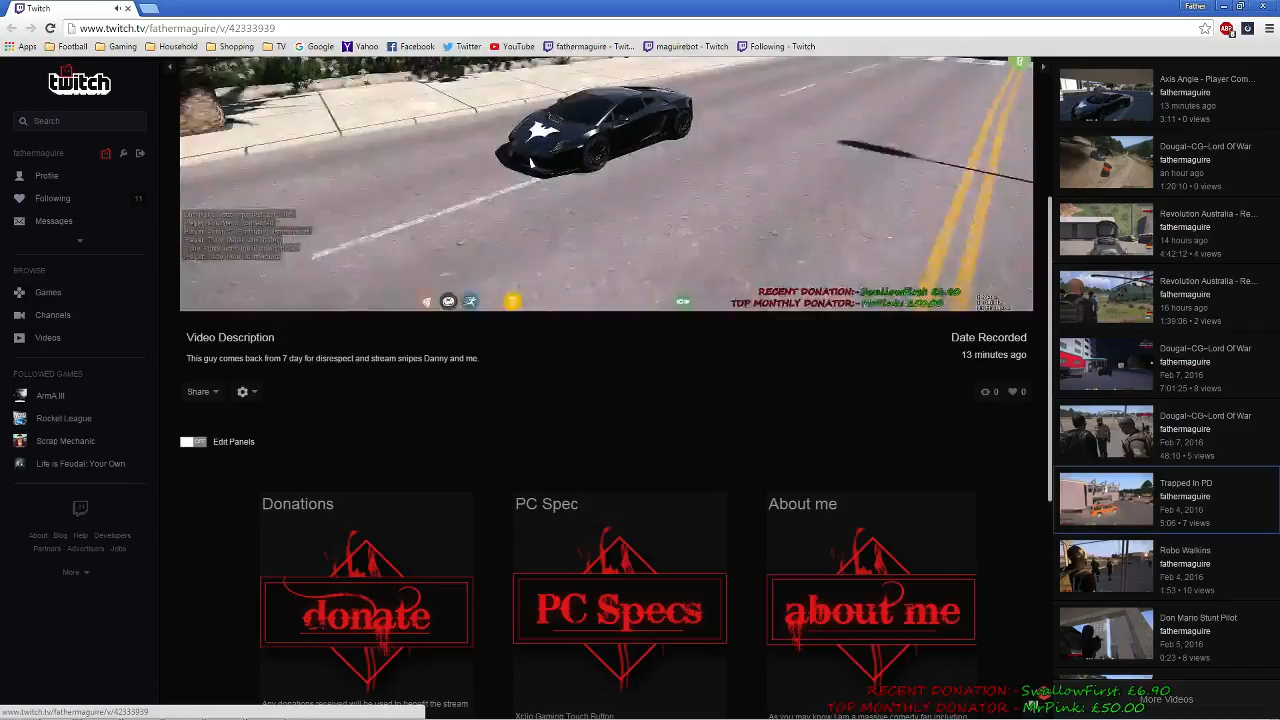 Twitch
Father
www.twitch.tv/fathermaguire/v/42333939
Apps
Football
Gaming
Household
Shopping
TV
Google
Yahoo
Facebook
Twitter
YouTube
fathermaguire - Twit...
maguirebot - Twitch
Following - Twitch
twitch
Search
fathermaguire
Profile
Following
11
Messages
BROWSE
Games
Channels
Videos
FOLLOWED GAMES
ArmA III
Rocket League
Scrap Mechanic
Life is Feudal: Your Own
About Blog Help Developers
Partners Advertisers Jobs
More
www.twitch.tv/fathermaguire/v/42333939
RECENT DONATION:- SwallowFirst. £6.90
TOP MONTHLY DONATOR:- MrPink: £50.00
Video Description
Date Recorded
This guy comes back from 7 day for disrespect and stream snipes Danny and me.
13 minutes ago
Share
0
0
OFF
Edit Panels
Donations
PC Spec
About me
donate
PC Specs
about me
Any donations received will be used to benefit the stream
Xclio Gaming Touch Button
As you may know I am a massive comedy fan including
Axis Angle - Player Com...
fathermaguire
13 minutes ago
3:11 • 0 views
Dougal~CG~Lord Of War
fathermaguire
an hour ago
1:20:10 • 0 views
Revolution Australia - Re...
fathermaguire
14 hours ago
4:42:12 • 4 views
Revolution Australia - Re...
fathermaguire
16 hours ago
1:39:06 • 2 views
Dougal~CG~Lord Of War
fathermaguire
Feb 7, 2016
7:01:25 • 8 views
Dougal~CG~Lord Of War
fathermaguire
Feb 7, 2016
48:10 • 5 views
Trapped In PD
fathermaguire
Feb 4, 2016
5:06 • 7 views
Robo Walkins
fathermaguire
Feb 4, 2016
1:53 • 10 views
Don Mario Stunt Pilot
fathermaguire
Feb 5, 2016
0:23 • 8 views
More Videos
RECENT DONATION:- SwallowFirst. £6.90
TOP MONTHLY DONATOR:- MrPink: £50.00